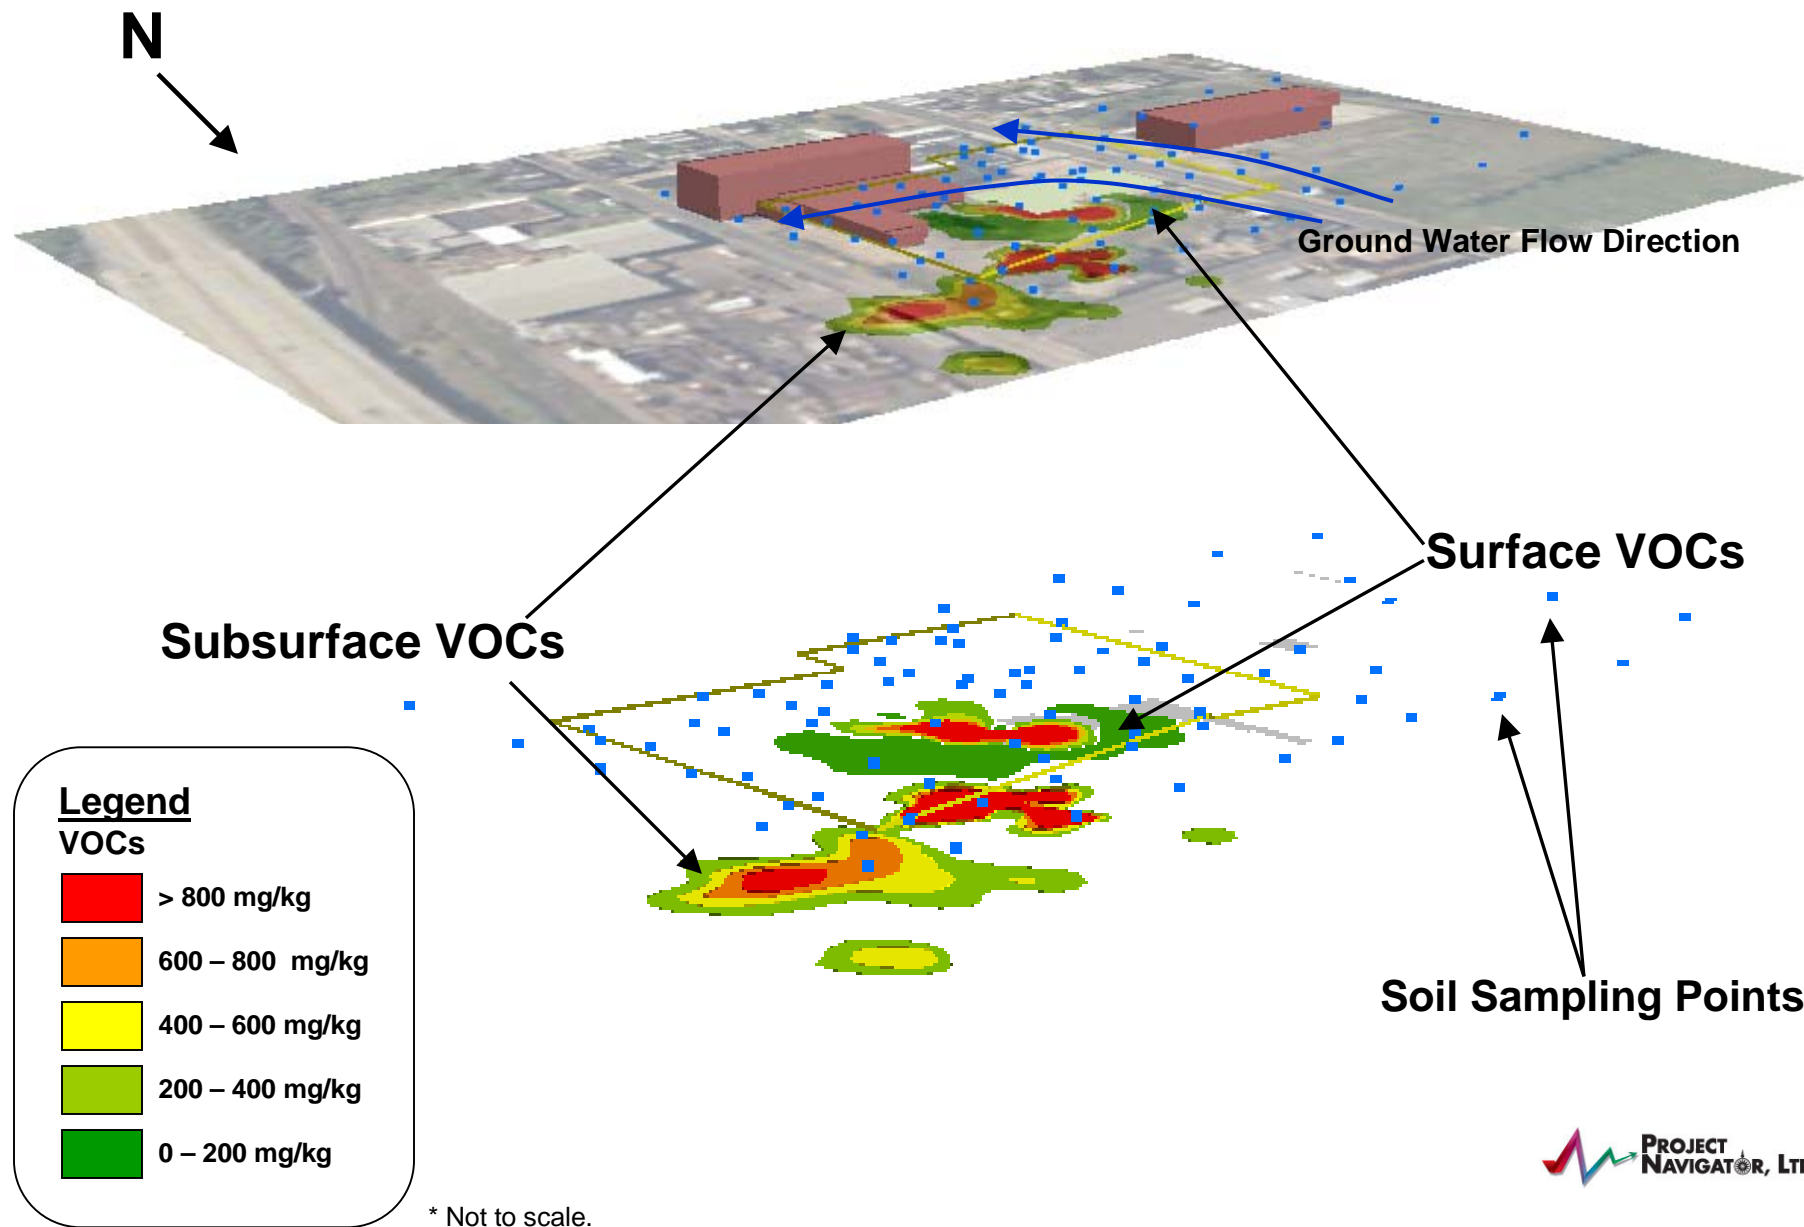 N
Ground Water Flow Direction
Surface VOCs
Subsurface VOCs
Legend
VOCs
> 800 mg/kg
600 – 800 mg/kg
400 – 600 mg/kg
200 – 400 mg/kg
0 – 200 mg/kg
Soil Sampling Points
PROJECT
NAVIGATOR, LT
* Not to scale.